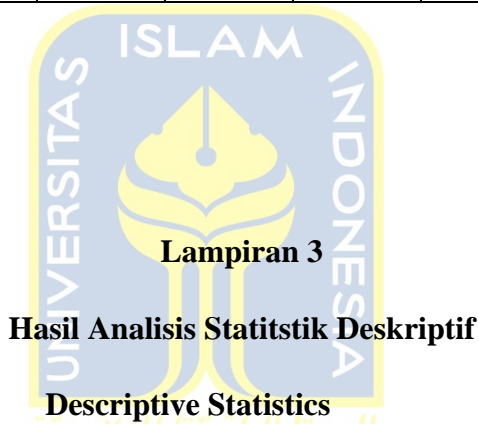 ISLAM
UNIVERSITAS
INDONESIA
Lampiran 3
Hasil Analisis Statitstik Deskriptif
Descriptive Statistics